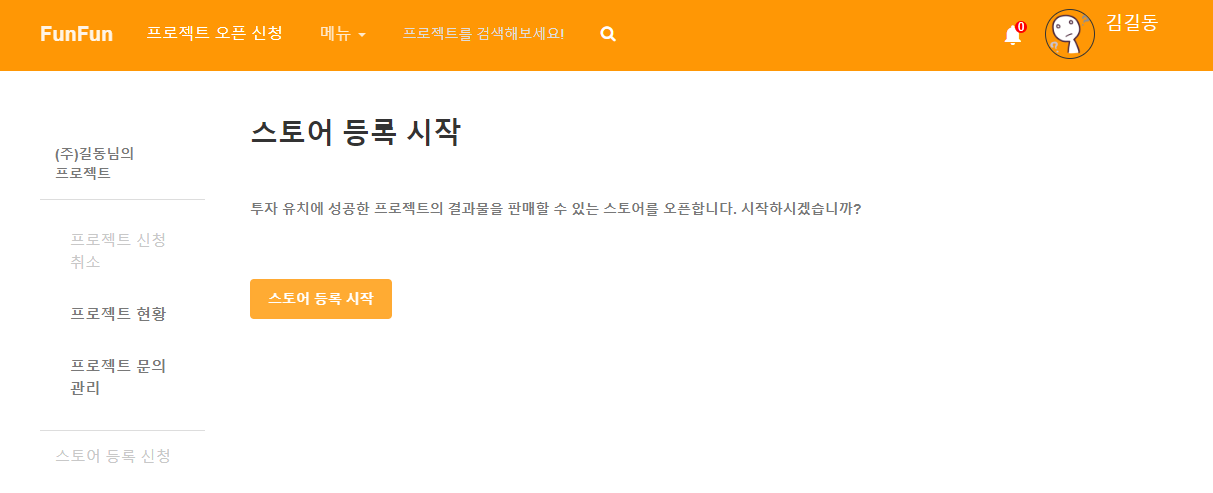 FunFun 프로젝트 오픈 신청 메뉴 프로젝트를 검색해보세요! 0 김길동
스토어 등록 시작
(주)길동님의
프로젝트
투자 유치에 성공한 프로젝트의 결과물을 판매할 수 있는 스토어를 오픈합니다. 시작하시겠습니까?
프로젝트 신청
취소
스토어 등록 시작
프로젝트 현황
프로젝트 문의
관리
스토어 등록 신청